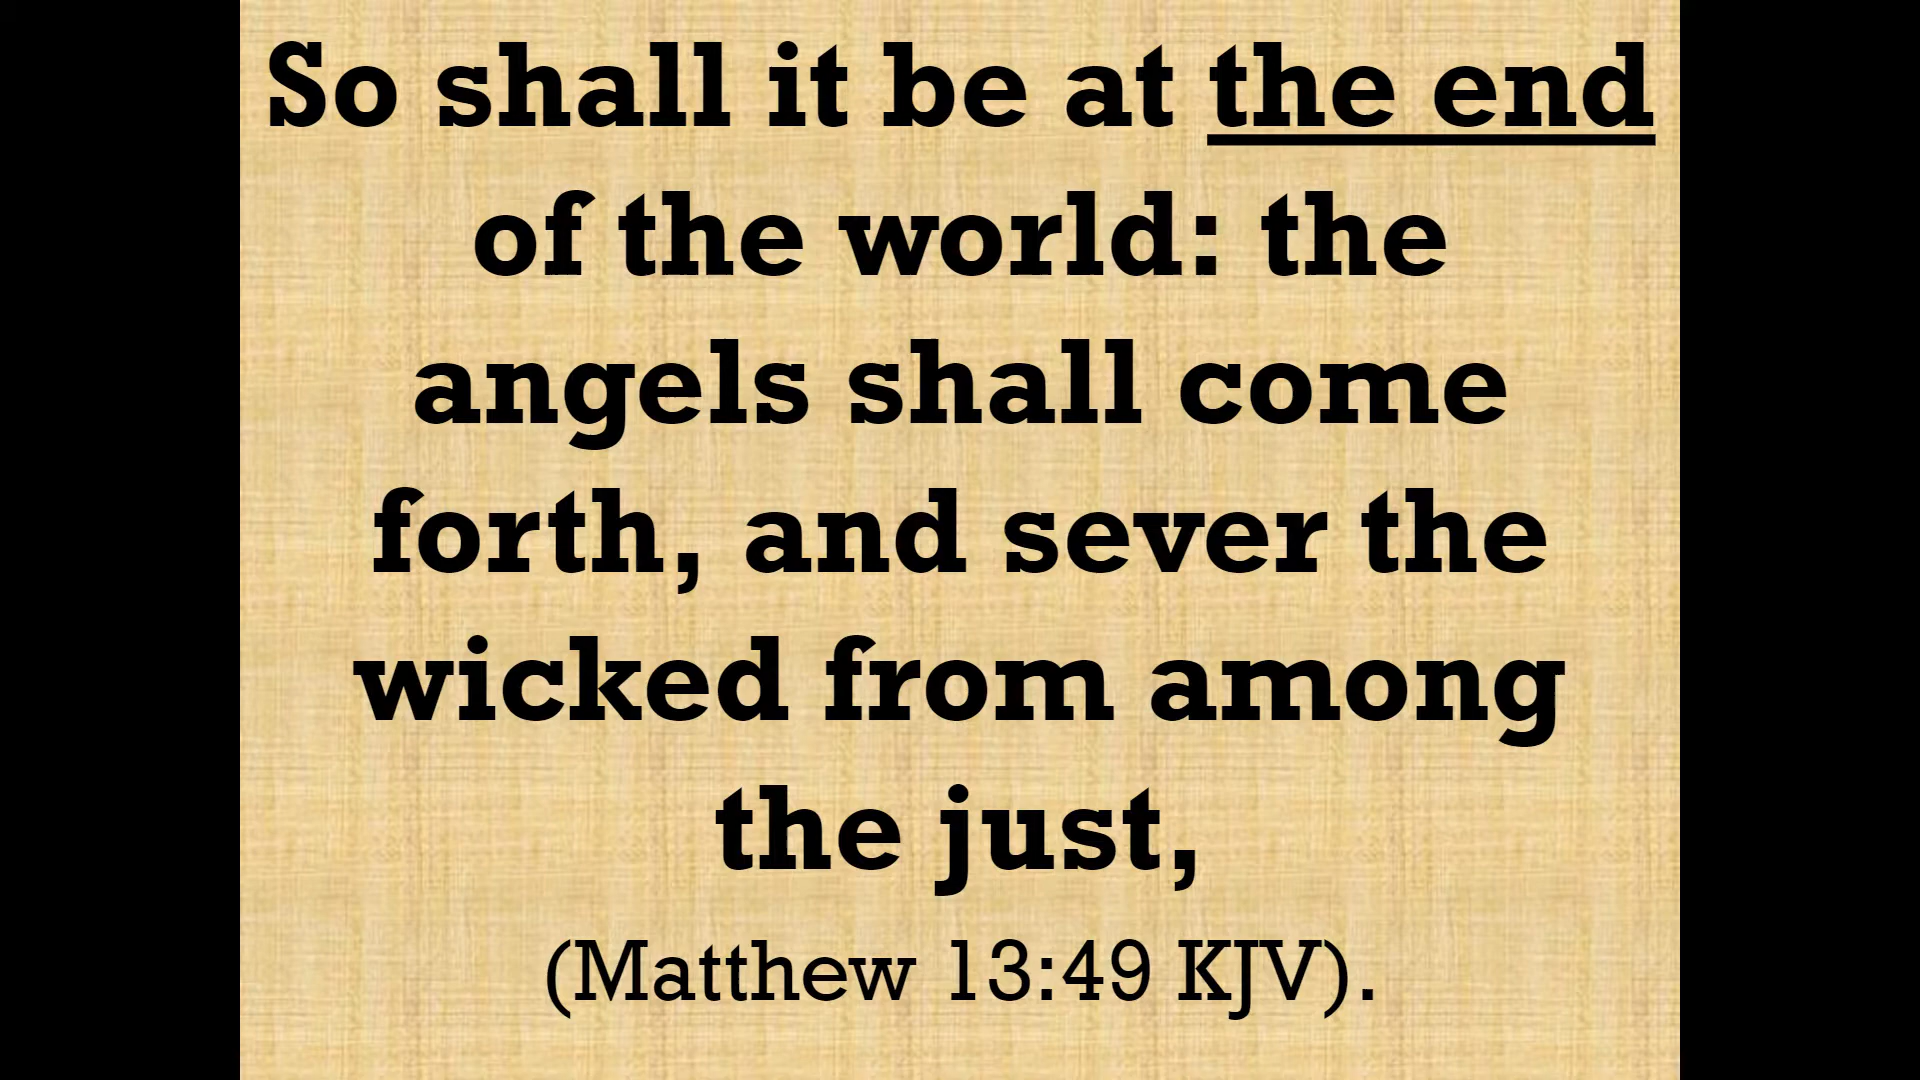 So shall it be at the end
of the world: the
angels shall come
forth, and sever the
wicked from among
the just,
(Matthew 13:49 KJV).